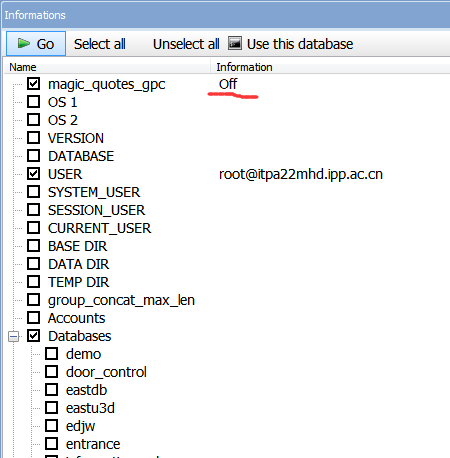 Informations
Go Select all Unselect all Use this database
Name Information
magic_quotes_gpc Off
OS 1
OS 2
VERSION
DATABASE
USER root@itpa22mhd.ipp.ac.cn
SYSTEM_USER
SESSION_USER
CURRENT_USER
BASE DIR
DATA DIR
TEMP DIR
group_concat_max_len
Accounts
Databases
demo
door_control
eastdb
eastu3d
edjw
entrance